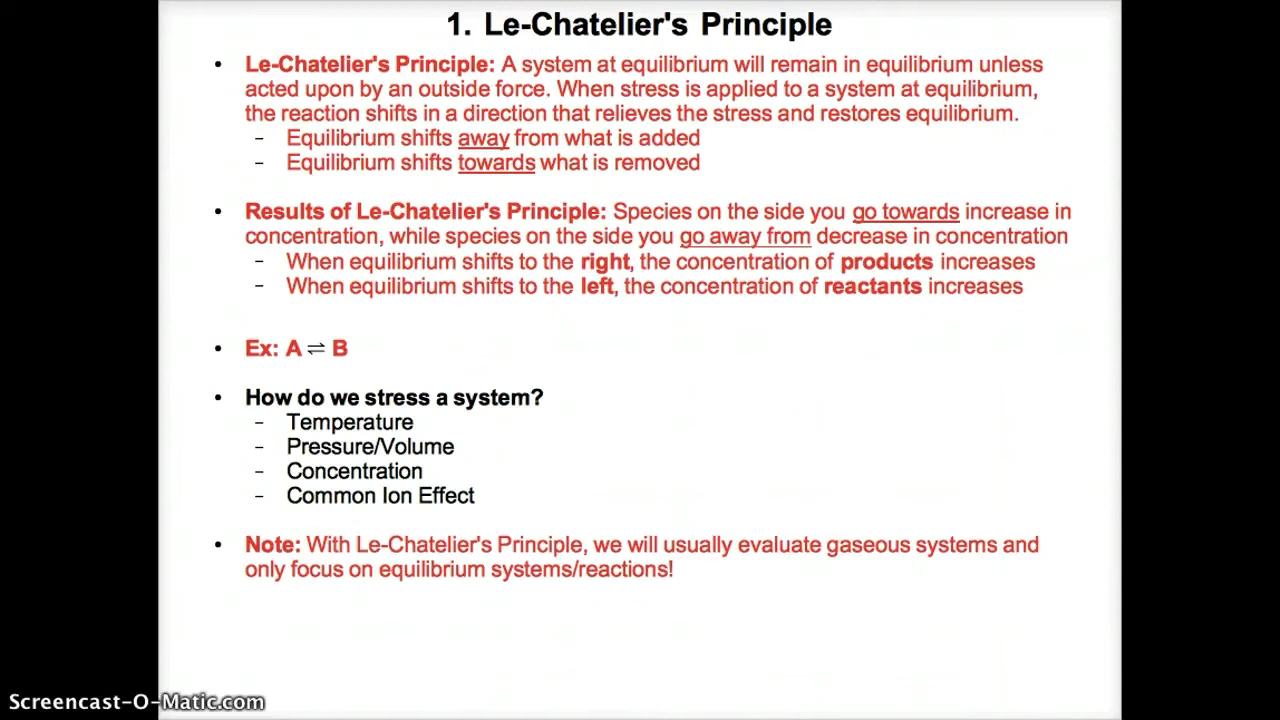 1. Le-Chatelier's Principle
• Le-Chatelier's Principle: A system at equilibrium will remain in equilibrium unless
acted upon by an outside force. When stress is applied to a system at equilibrium,
the reaction shifts in a direction that relieves the stress and restores equilibrium.
- Equilibrium shifts away from what is added
- Equilibrium shifts towards what is removed
• Results of Le-Chatelier's Principle: Species on the side you go towards increase in
concentration, while species on the side you go away from decrease in concentration
- When equilibrium shifts to the right, the concentration of products increases
- When equilibrium shifts to the left, the concentration of reactants increases
• Ex: A ⇌ B
• How do we stress a system?
- Temperature
- Pressure/Volume
- Concentration
- Common Ion Effect
• Note: With Le-Chatelier's Principle, we will usually evaluate gaseous systems and
only focus on equilibrium systems/reactions!
Screencast-O-Matic.com